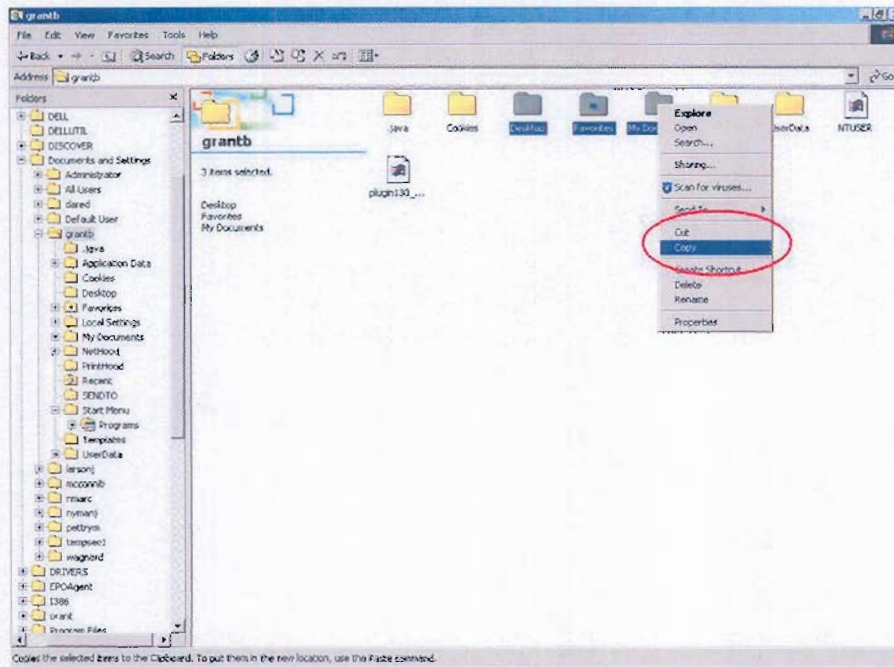 grantb
File Edit View Favorites Tools Help
Back Search Folders
Address grantb Go
Folders
DELL
DELLUTIL
DISCOVER
Documents and Settings
Administrator
All Users
dared
Default User
grantb
.java
Application Data
Cookies
Desktop
Favorites
Local Settings
My Documents
NetHood
PrintHood
Recent
SENDTO
Start Menu
Programs
Templates
UserData
larsonj
mcconnib
nmarc
nymanj
pettrym
tempsec1
wagnerd
DRIVERS
EPOAgent
I386
orant
Program Files
grantb
3 items selected.
Desktop
Favorites
My Documents
.java Cookies Desktop Favorites My Doc UserData NTUSER
plugin130_...
Explore
Open
Search...
Sharing...
Scan for viruses...
Send To
Cut
Copy
Create Shortcut
Delete
Rename
Properties
Copies the selected items to the Clipboard. To put them in the new location, use the Paste command.